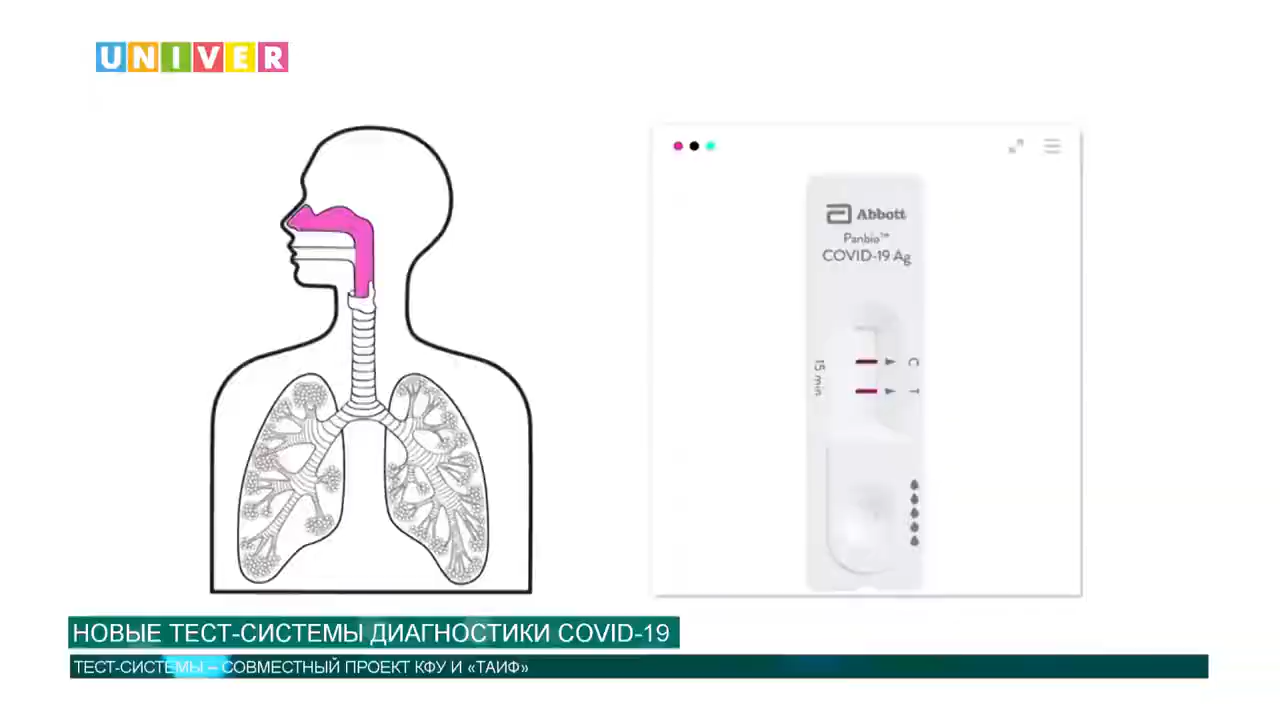 UNIVER
Abbott
Panbio™
COVID-19 Ag
15 min
C
T
НОВЫЕ ТЕСТ-СИСТЕМЫ ДИАГНОСТИКИ COVID-19
ТЕСТ-СИСТЕМЫ – СОВМЕСТНЫЙ ПРОЕКТ КФУ И «ТАИФ»